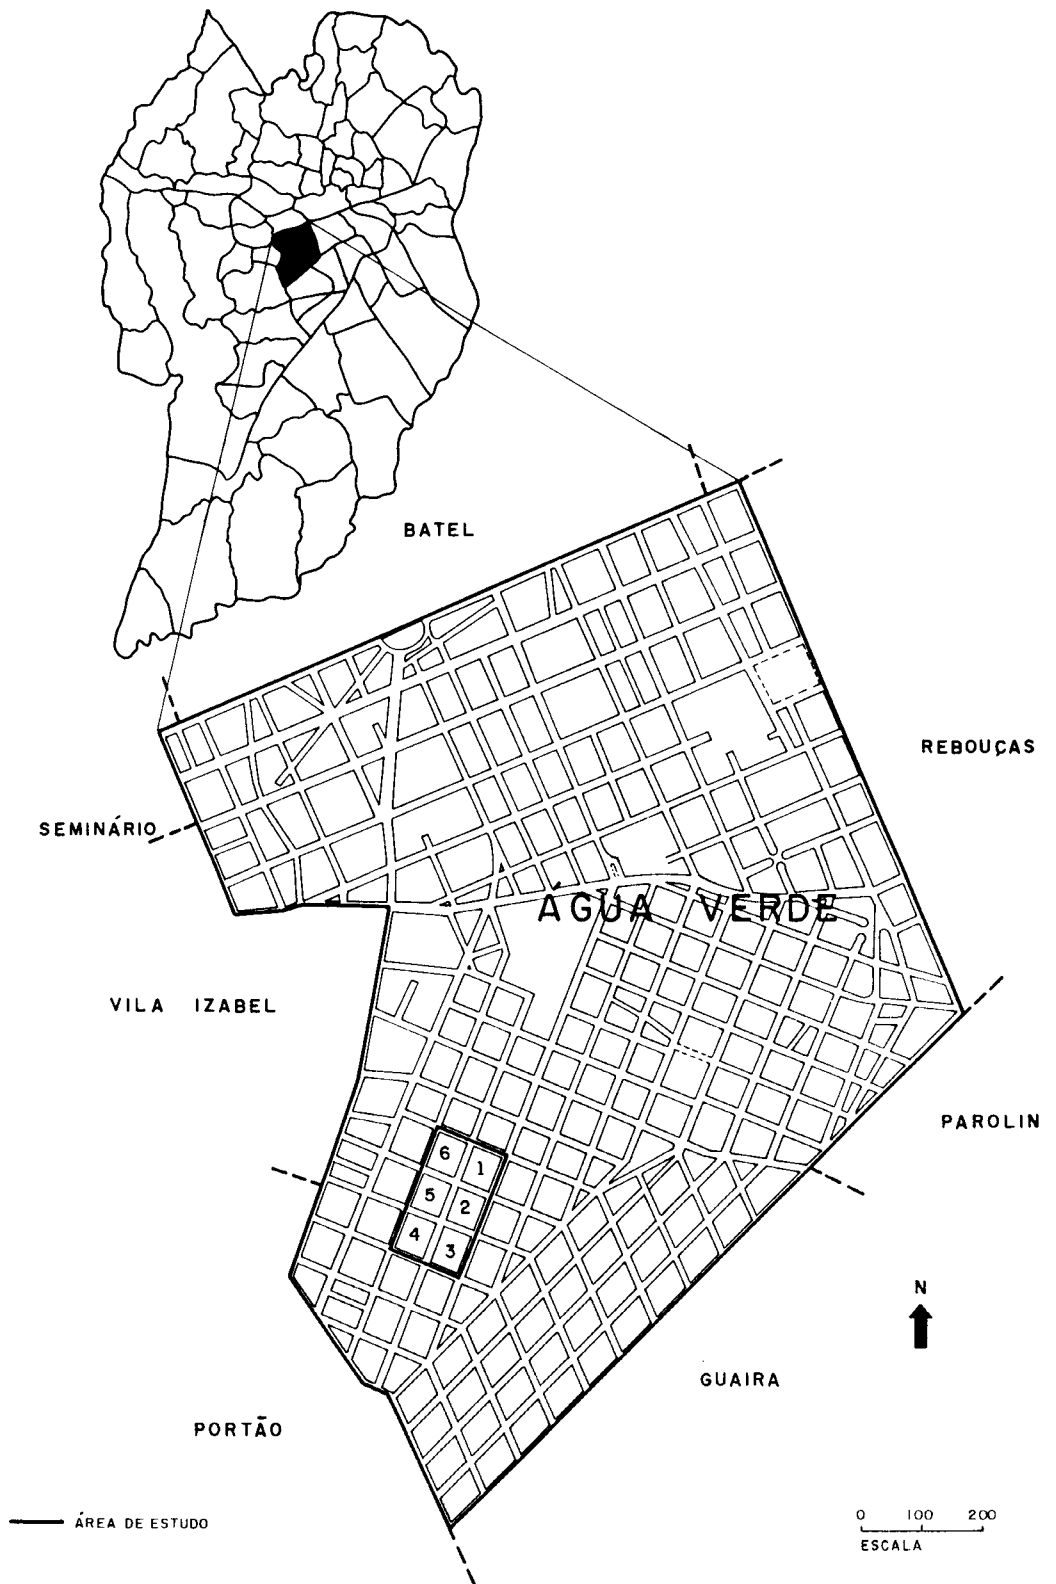 BATEL
REBOUÇAS
SEMINÁRIO
ÁGUA VERDE
VILA IZABEL
PAROLIN
6
1
5
2
4
3
N
GUAIRA
PORTÃO
ÁREA DE ESTUDO
0 100 200
ESCALA